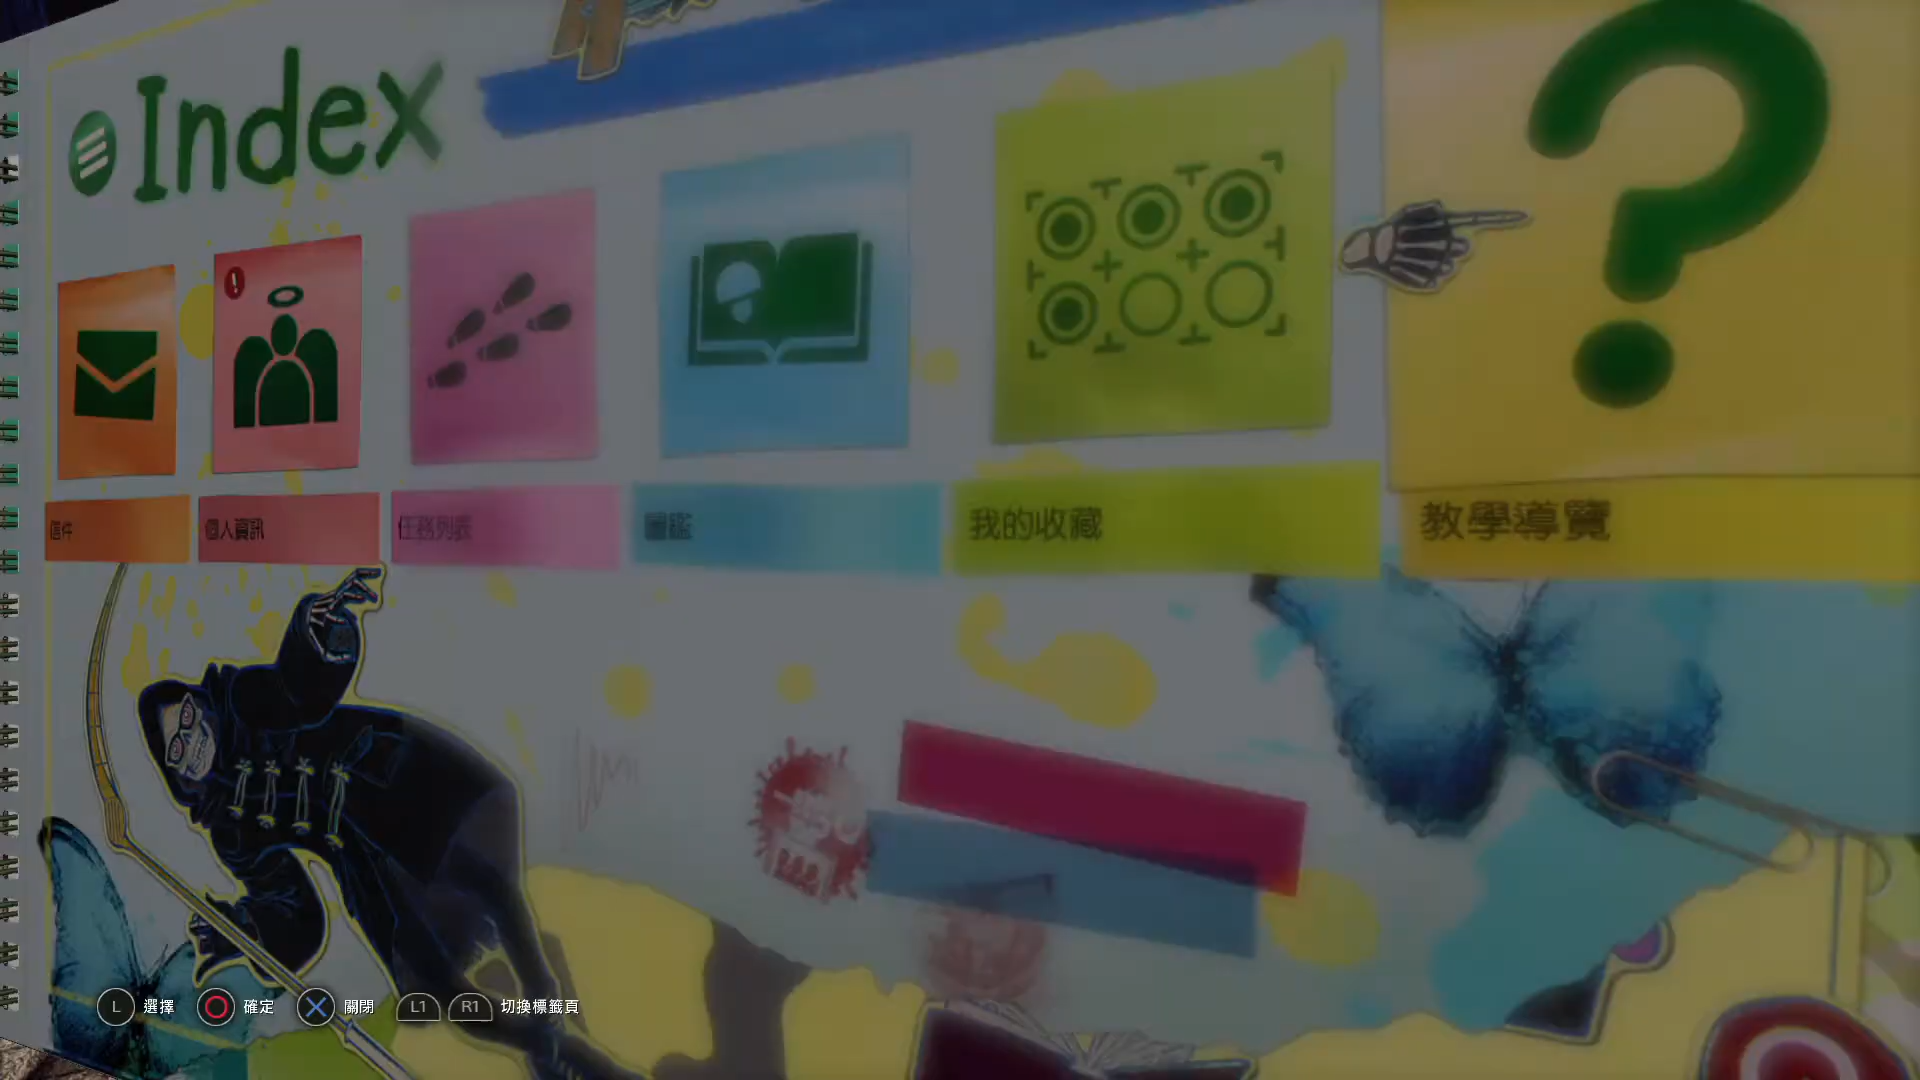 Index
!
信件
個人資訊
任務列表
圖鑑
我的收藏
?
教學導覽
L 選擇 確定 關閉 L1 R1 切換標籤頁